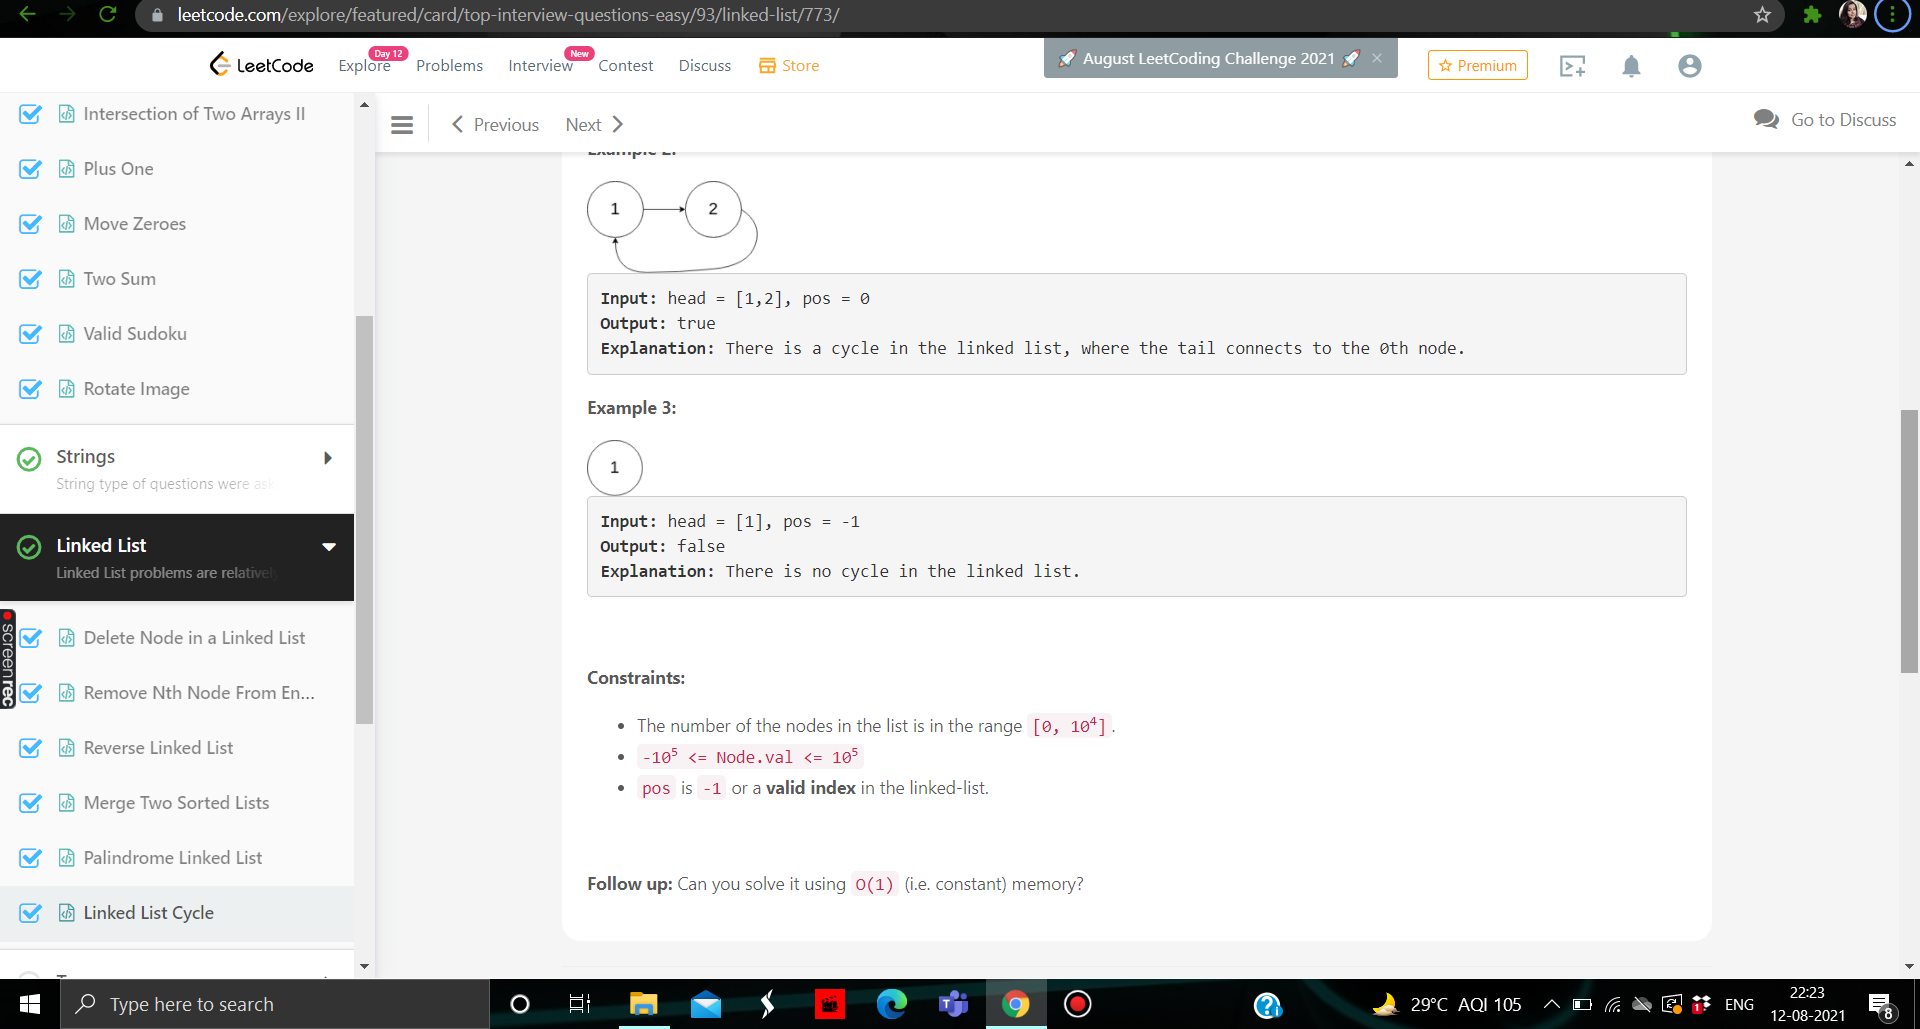 leetcode.com/explore/featured/card/top-interview-questions-easy/93/linked-list/773/
LeetCode
Explore
Day 12
Problems
Interview
New
Contest
Discuss
Store
🚀 August LeetCoding Challenge 2021 🚀 ×
Premium
Previous
Next
Go to Discuss
Intersection of Two Arrays II
Plus One
Move Zeroes
Two Sum
Valid Sudoku
Rotate Image
Strings
String type of questions were ask
Linked List
Linked List problems are relatively
Delete Node in a Linked List
Remove Nth Node From En...
Reverse Linked List
Merge Two Sorted Lists
Palindrome Linked List
Linked List Cycle
screenrec
Example 2:
1
2
Input: head = [1,2], pos = 0
Output: true
Explanation: There is a cycle in the linked list, where the tail connects to the 0th node.
Example 3:
1
Input: head = [1], pos = -1
Output: false
Explanation: There is no cycle in the linked list.
Constraints:
• The number of the nodes in the list is in the range [0, 10⁴].
• -10⁵ <= Node.val <= 10⁵
• pos is -1 or a valid index in the linked-list.
Follow up: Can you solve it using O(1) (i.e. constant) memory?
Type here to search
29°C AQI 105
ENG
22:23
12-08-2021
8